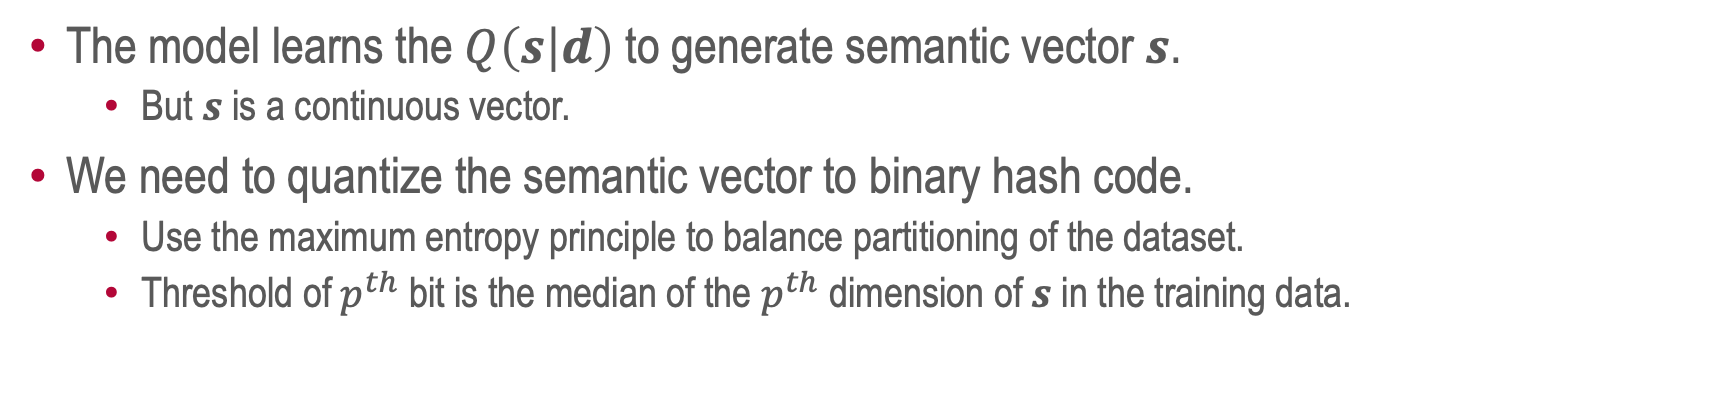 • The model learns the Q(s|d) to generate semantic vector s.
• But s is a continuous vector.
• We need to quantize the semantic vector to binary hash code.
• Use the maximum entropy principle to balance partitioning of the dataset.
• Threshold of p^th bit is the median of the p^th dimension of s in the training data.